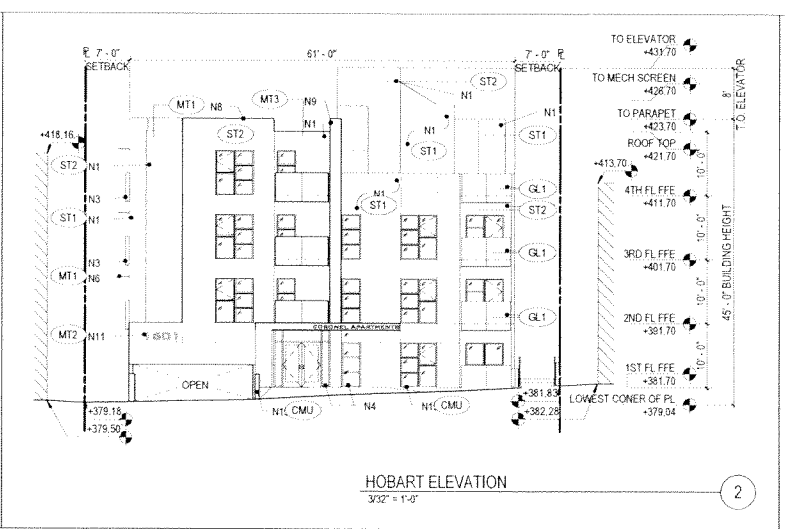 7' - 0"
61' - 0"
7' - 0"
SETBACK
SETBACK
TO ELEVATOR
+431.70
TO MECH SCREEN
+426.70
TO PARAPET
+423.70
ROOF TOP
+421.70
4TH FL FFE
+411.70
3RD FL FFE
+401.70
2ND FL FFE
+391.70
1ST FL FFE
+381.70
LOWEST CONER OF PL
+379.04
8'
T.O. ELEVATOR
10' - 0"
10' - 0"
10' - 0"
10' - 0"
45' - 0" BUILDING HEIGHT
+418.16
+413.70
MT1
N8
MT3
N9
N1
ST2
ST2
N1
N1
ST1
N1
ST1
N1
ST1
ST2
N1
N3
ST1
N1
N3
MT1
N6
MT2
N11
GL1
ST2
GL1
GL1
1601
CORONEL APARTMENTS
OPEN
CMU
N4
CMU
+379.18
+379.50
+381.83
+382.28
HOBART ELEVATION
3/32" = 1'-0"
2